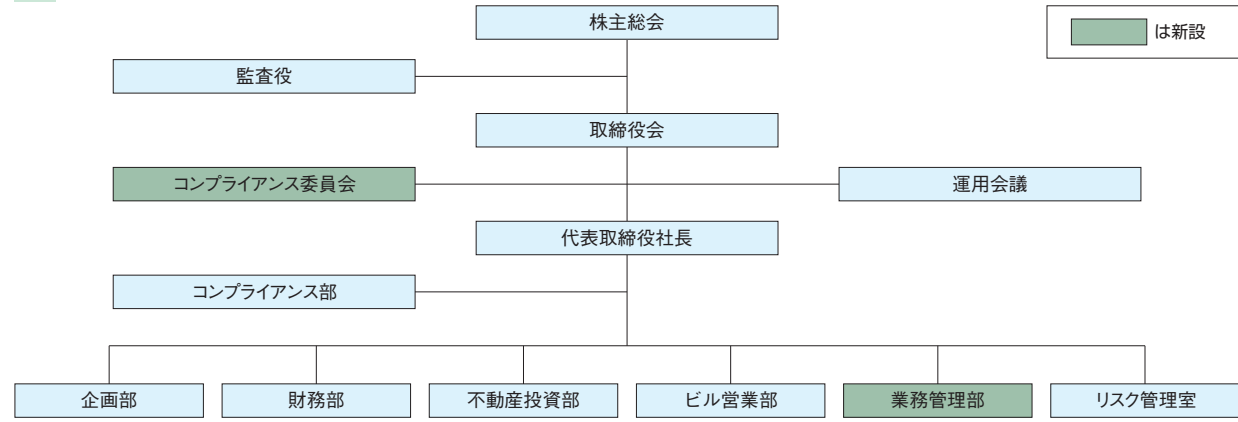 株主総会
は新設
監査役
取締役会
コンプライアンス委員会
運用会議
代表取締役社長
コンプライアンス部
企画部
財務部
不動産投資部
ビル営業部
業務管理部
リスク管理室